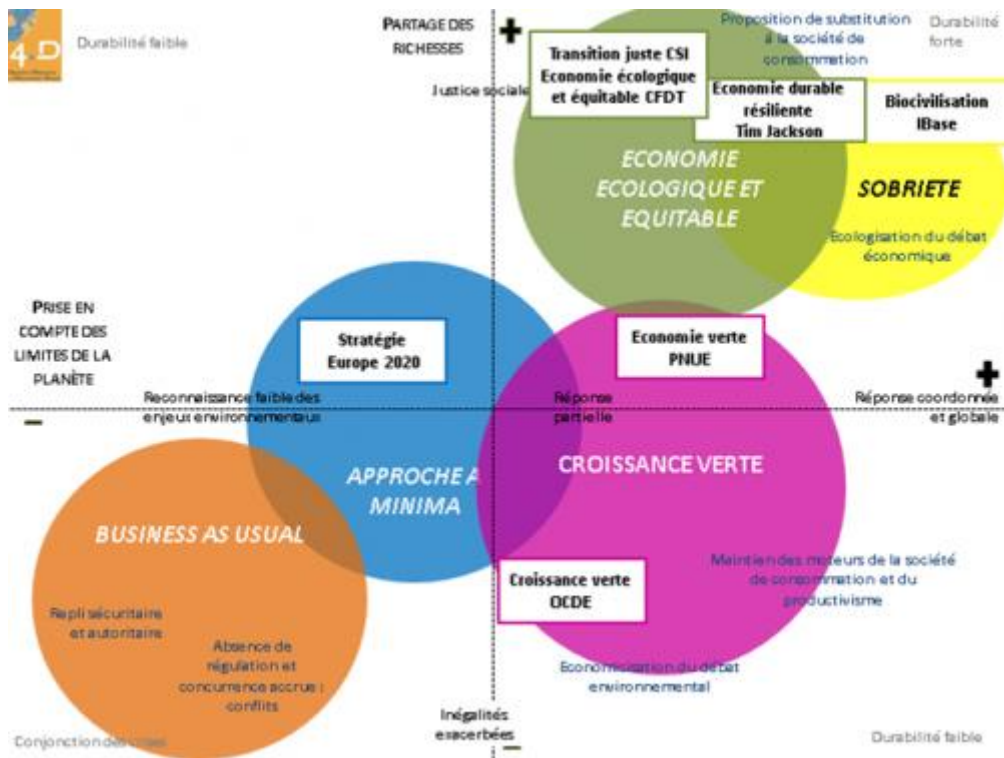 4.D
Durabilité faible
PARTAGE DES
RICHESSES
+
Justice sociale
Transition juste CSI
Economie écologique
et équitable CFDT
Proposition de substitution
à la société de
consommation
Durabilité
forte
Economie durable
résiliente
Tim Jackson
Biocivilisation
IBase
ECONOMIE
ECOLOGIQUE ET
EQUITABLE
SOBRIETE
Ecologisation du débat
économique
PRISE EN
COMPTE DES
LIMITES DE LA
PLANÈTE
Stratégie
Europe 2020
Economie verte
PNUE
+
Reconnaissance faible des
enjeux environnementaux
Réponse
partielle
Réponse coordonnée
et globale
-
APPROCHE A
MINIMA
CROISSANCE VERTE
BUSINESS AS USUAL
Croissance verte
OCDE
Maintien des moteurs de la société
de consommation et du
productivisme
Repli sécuritaire
et autoritaire
Absence de
régulation et
concurrence accrue :
conflits
Economicisation du débat
environnemental
Inégalités
exacerbées
-
Conjonction des crises
Durabilité faible